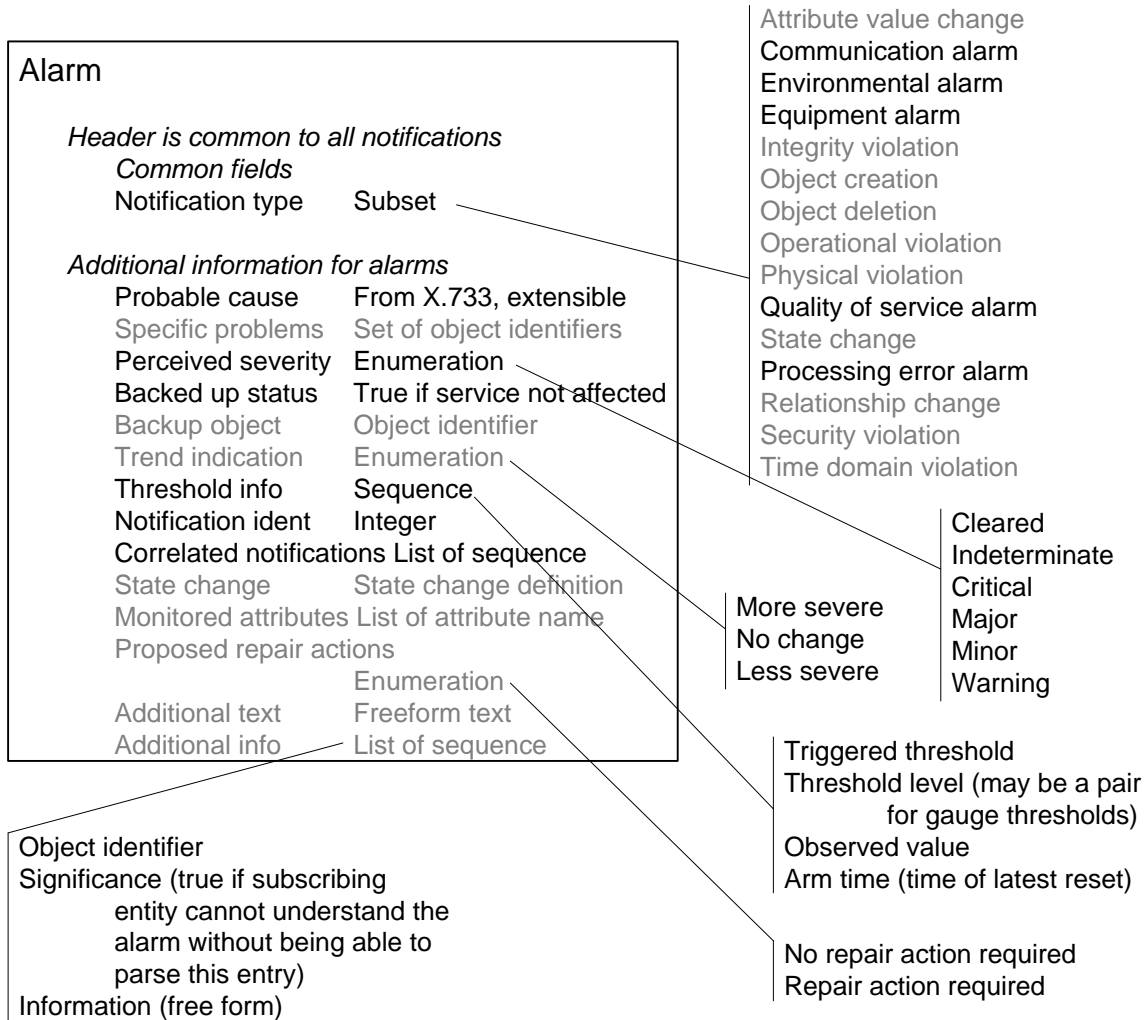 Alarm
Header is common to all notifications
Common fields
Notification type Subset
Additional information for alarms
Probable cause From X.733, extensible
Specific problems Set of object identifiers
Perceived severity Enumeration
Backed up status True if service not affected
Backup object Object identifier
Trend indication Enumeration
Threshold info Sequence
Notification ident Integer
Correlated notifications List of sequence
State change State change definition
Monitored attributes List of attribute name
Proposed repair actions
Enumeration
Additional text Freeform text
Additional info List of sequence
Attribute value change
Communication alarm
Environmental alarm
Equipment alarm
Integrity violation
Object creation
Object deletion
Operational violation
Physical violation
Quality of service alarm
State change
Processing error alarm
Relationship change
Security violation
Time domain violation
Cleared
Indeterminate
Critical
Major
Minor
Warning
More severe
No change
Less severe
Triggered threshold
Threshold level (may be a pair
for gauge thresholds)
Observed value
Arm time (time of latest reset)
No repair action required
Repair action required
Object identifier
Significance (true if subscribing
entity cannot understand the
alarm without being able to
parse this entry)
Information (free form)